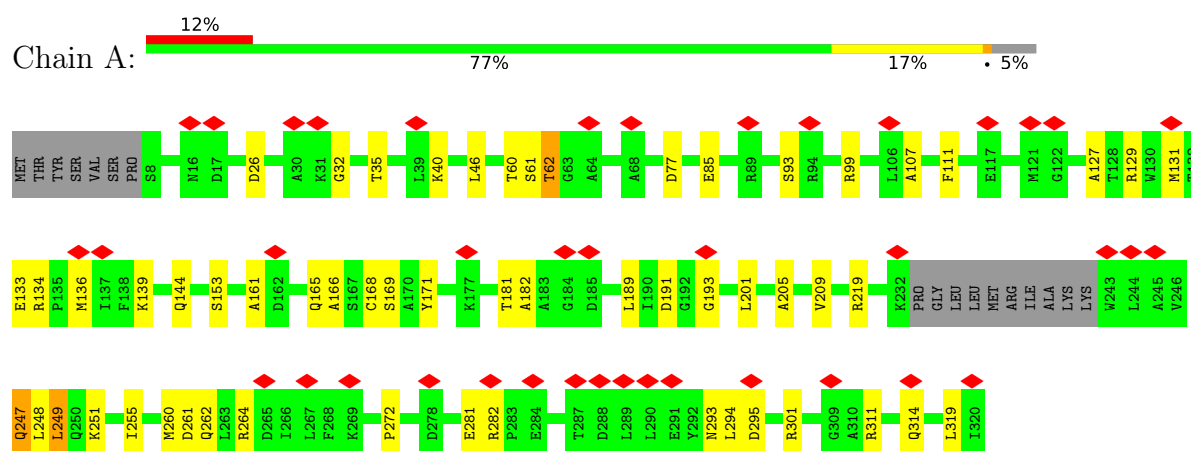 12%
Chain A:
77% 17% • 5%
MET THR TYR SER VAL SER PRO S8 N16 D17 D26 A30 K31 G32 T35 L39 K40 L46 T60 S61 T62 G63 A64 A68 D77 E85 R89 S93 R94 R99 L106 A107 F111 E117 M121 G122 A127 T128 R129 W130 M131
E133 R134 P135 M136 I137 F138 K139 Q144 S153 A161 D162 Q165 A166 S167 C168 S169 A170 Y171 K177 T181 A182 A183 G184 D185 L189 I190 D191 G192 G193 L201 A205 V209 R219 K232 PRO GLY LEU LEU MET ARG ILE ALA LYS LYS W243 L244 A245 V246
Q247 L248 L249 Q250 K251 I255 M260 D261 Q262 L263 R264 D265 I266 L267 F268 K269 P272 D278 E281 R282 P283 E284 T287 D288 L289 L290 E291 Y292 N293 L294 D295 R301 G309 A310 R311 Q314 L319 I320